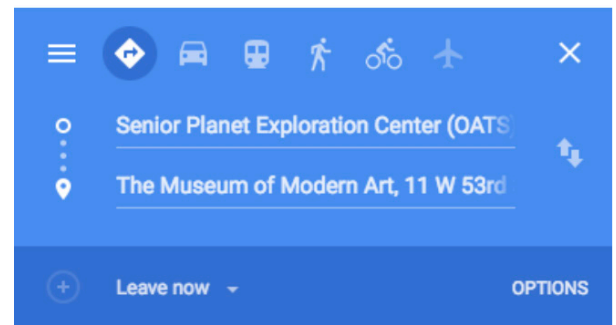 Senior Planet Exploration Center (OATS)
The Museum of Modern Art, 11 W 53rd
Leave now
OPTIONS